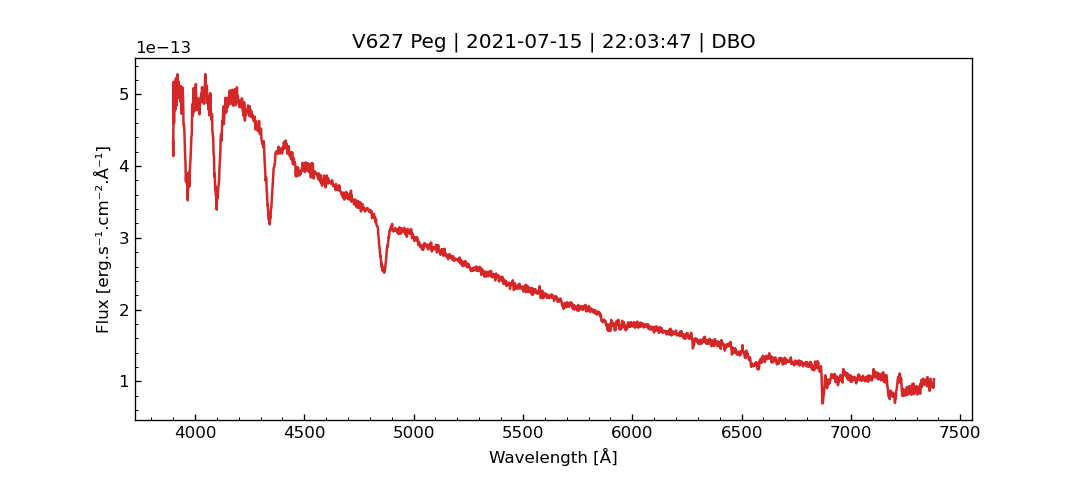 V627 Peg | 2021-07-15 | 22:03:47 | DBO
1e−13
5
4
3
2
1
Flux [erg.s⁻¹.cm⁻².Å⁻¹]
4000 4500 5000 5500 6000 6500 7000 7500
Wavelength [Å]